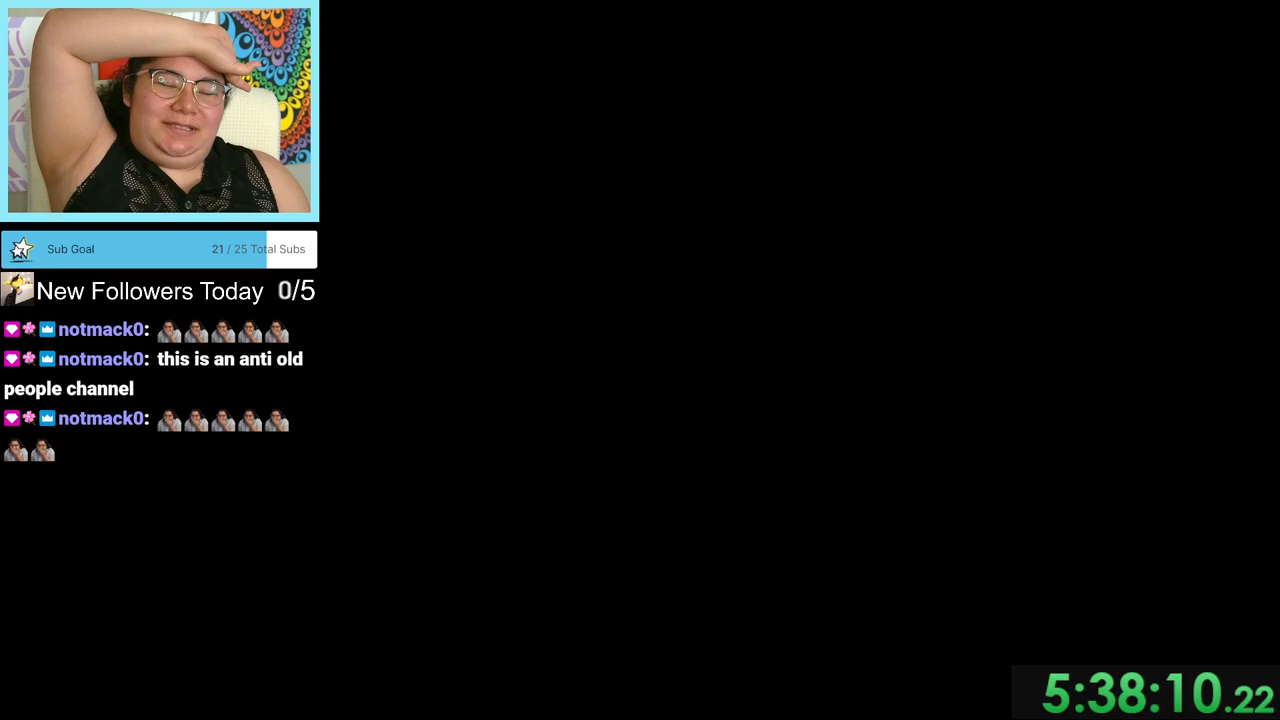 Sub Goal 21 / 25 Total Subs
New Followers Today 0/5
notmack0:
notmack0: this is an anti old
people channel
notmack0:
5:38:10.22